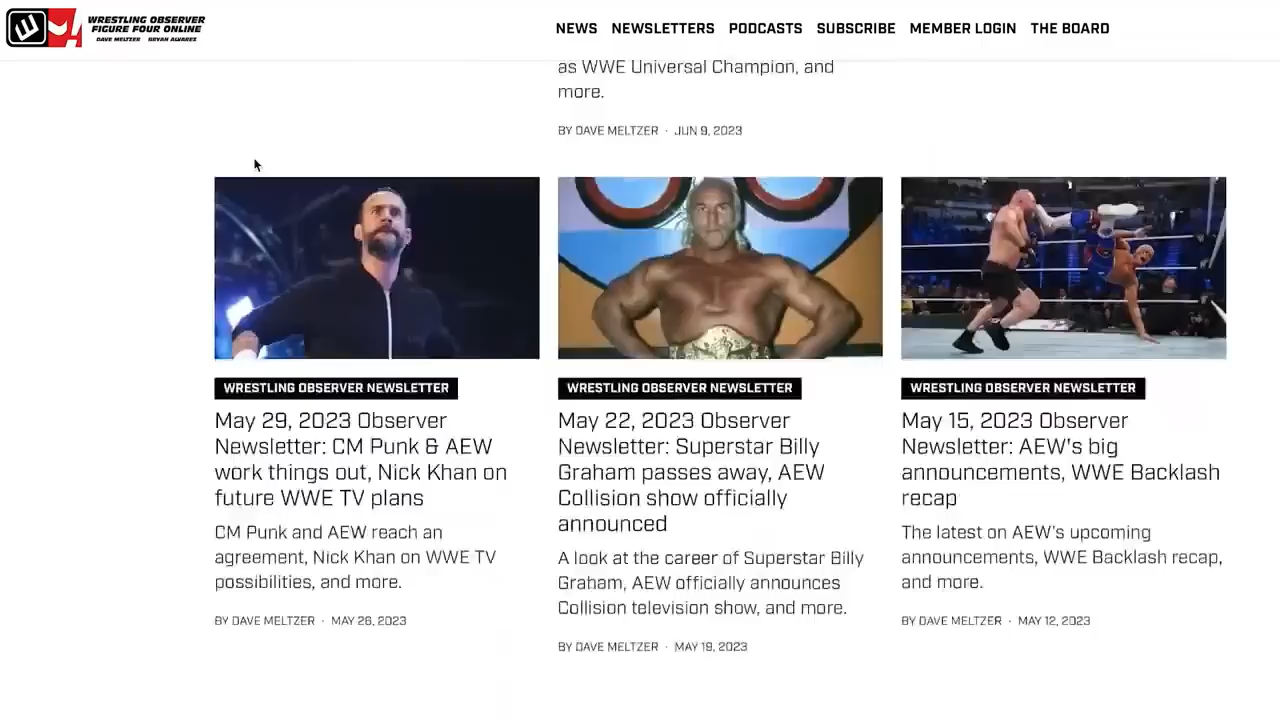 WRESTLING OBSERVER
FIGURE FOUR ONLINE
DAVE MELTZER BRYAN ALVAREZ
NEWS NEWSLETTERS PODCASTS SUBSCRIBE MEMBER LOGIN THE BOARD
as WWE Universal Champion, and
more.
BY DAVE MELTZER · JUN 9, 2023
WRESTLING OBSERVER NEWSLETTER
May 29, 2023 Observer
Newsletter: CM Punk & AEW
work things out, Nick Khan on
future WWE TV plans
CM Punk and AEW reach an
agreement, Nick Khan on WWE TV
possibilities, and more.
BY DAVE MELTZER · MAY 26, 2023
WRESTLING OBSERVER NEWSLETTER
May 22, 2023 Observer
Newsletter: Superstar Billy
Graham passes away, AEW
Collision show officially
announced
A look at the career of Superstar Billy
Graham, AEW officially announces
Collision television show, and more.
BY DAVE MELTZER · MAY 19, 2023
WRESTLING OBSERVER NEWSLETTER
May 15, 2023 Observer
Newsletter: AEW's big
announcements, WWE Backlash
recap
The latest on AEW's upcoming
announcements, WWE Backlash recap,
and more.
BY DAVE MELTZER · MAY 12, 2023